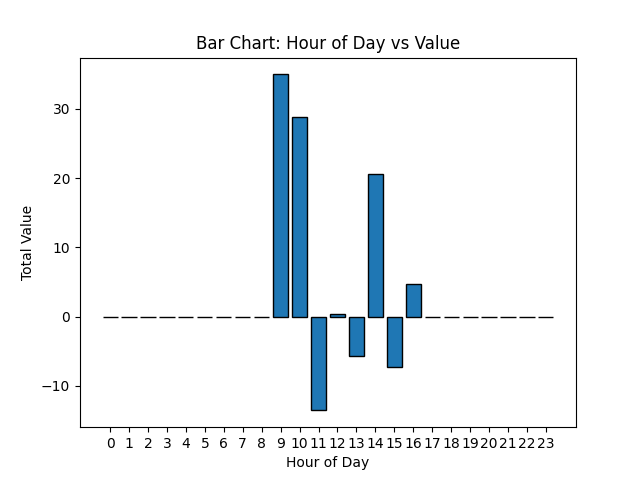 Bar Chart: Hour of Day vs Value
Total Value
30
20
10
0
−10
0 1 2 3 4 5 6 7 8 9 10 11 12 13 14 15 16 17 18 19 20 21 22 23
Hour of Day